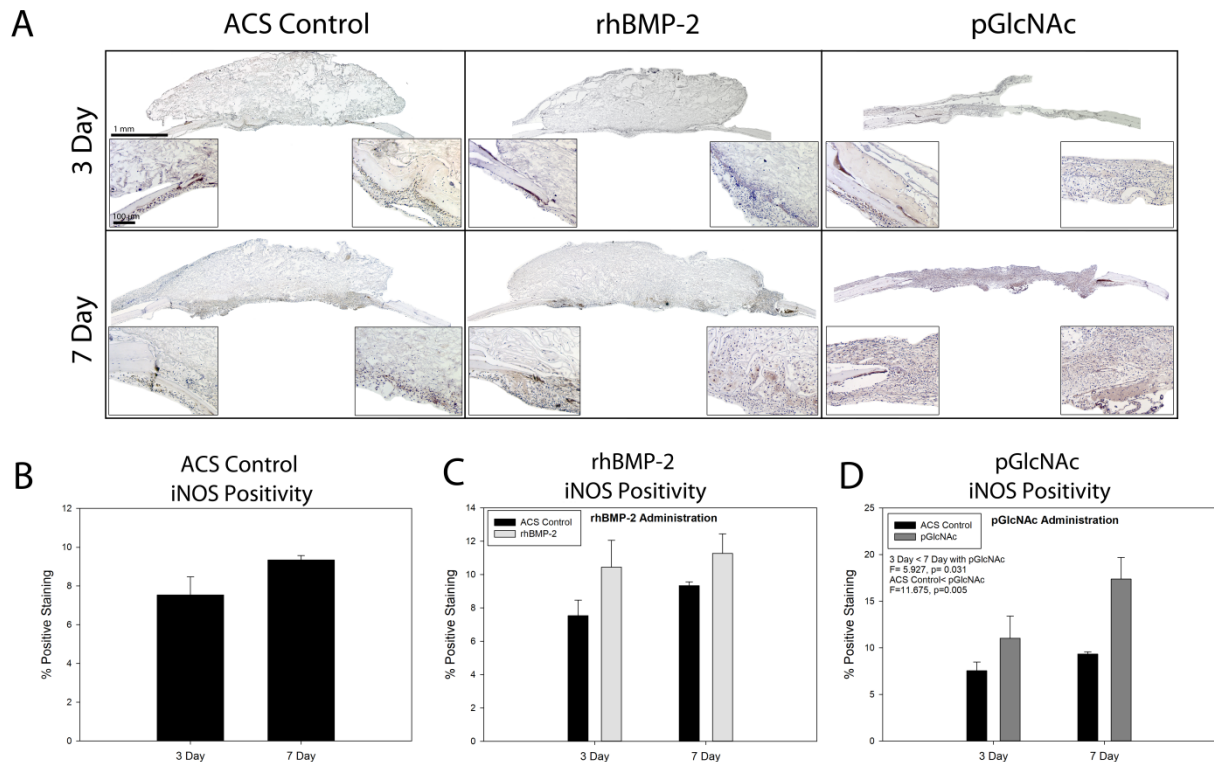 A
ACS Control
rhBMP-2
pGlcNAc
3 Day
1 mm
100 μm
7 Day
B
ACS Control
iNOS Positivity
% Positive Staining
12
10
8
6
4
2
0
3 Day
7 Day
C
rhBMP-2
iNOS Positivity
rhBMP-2 Administration
ACS Control
rhBMP-2
% Positive Staining
14
12
10
8
6
4
2
0
3 Day
7 Day
D
pGlcNAc
iNOS Positivity
pGlcNAc Administration
ACS Control
pGlcNAc
3 Day < 7 Day with pGlcNAc
F= 5.927, p= 0.031
ACS Control< pGlcNAc
F=11.675, p=0.005
% Positive Staining
25
20
15
10
5
0
3 Day
7 Day